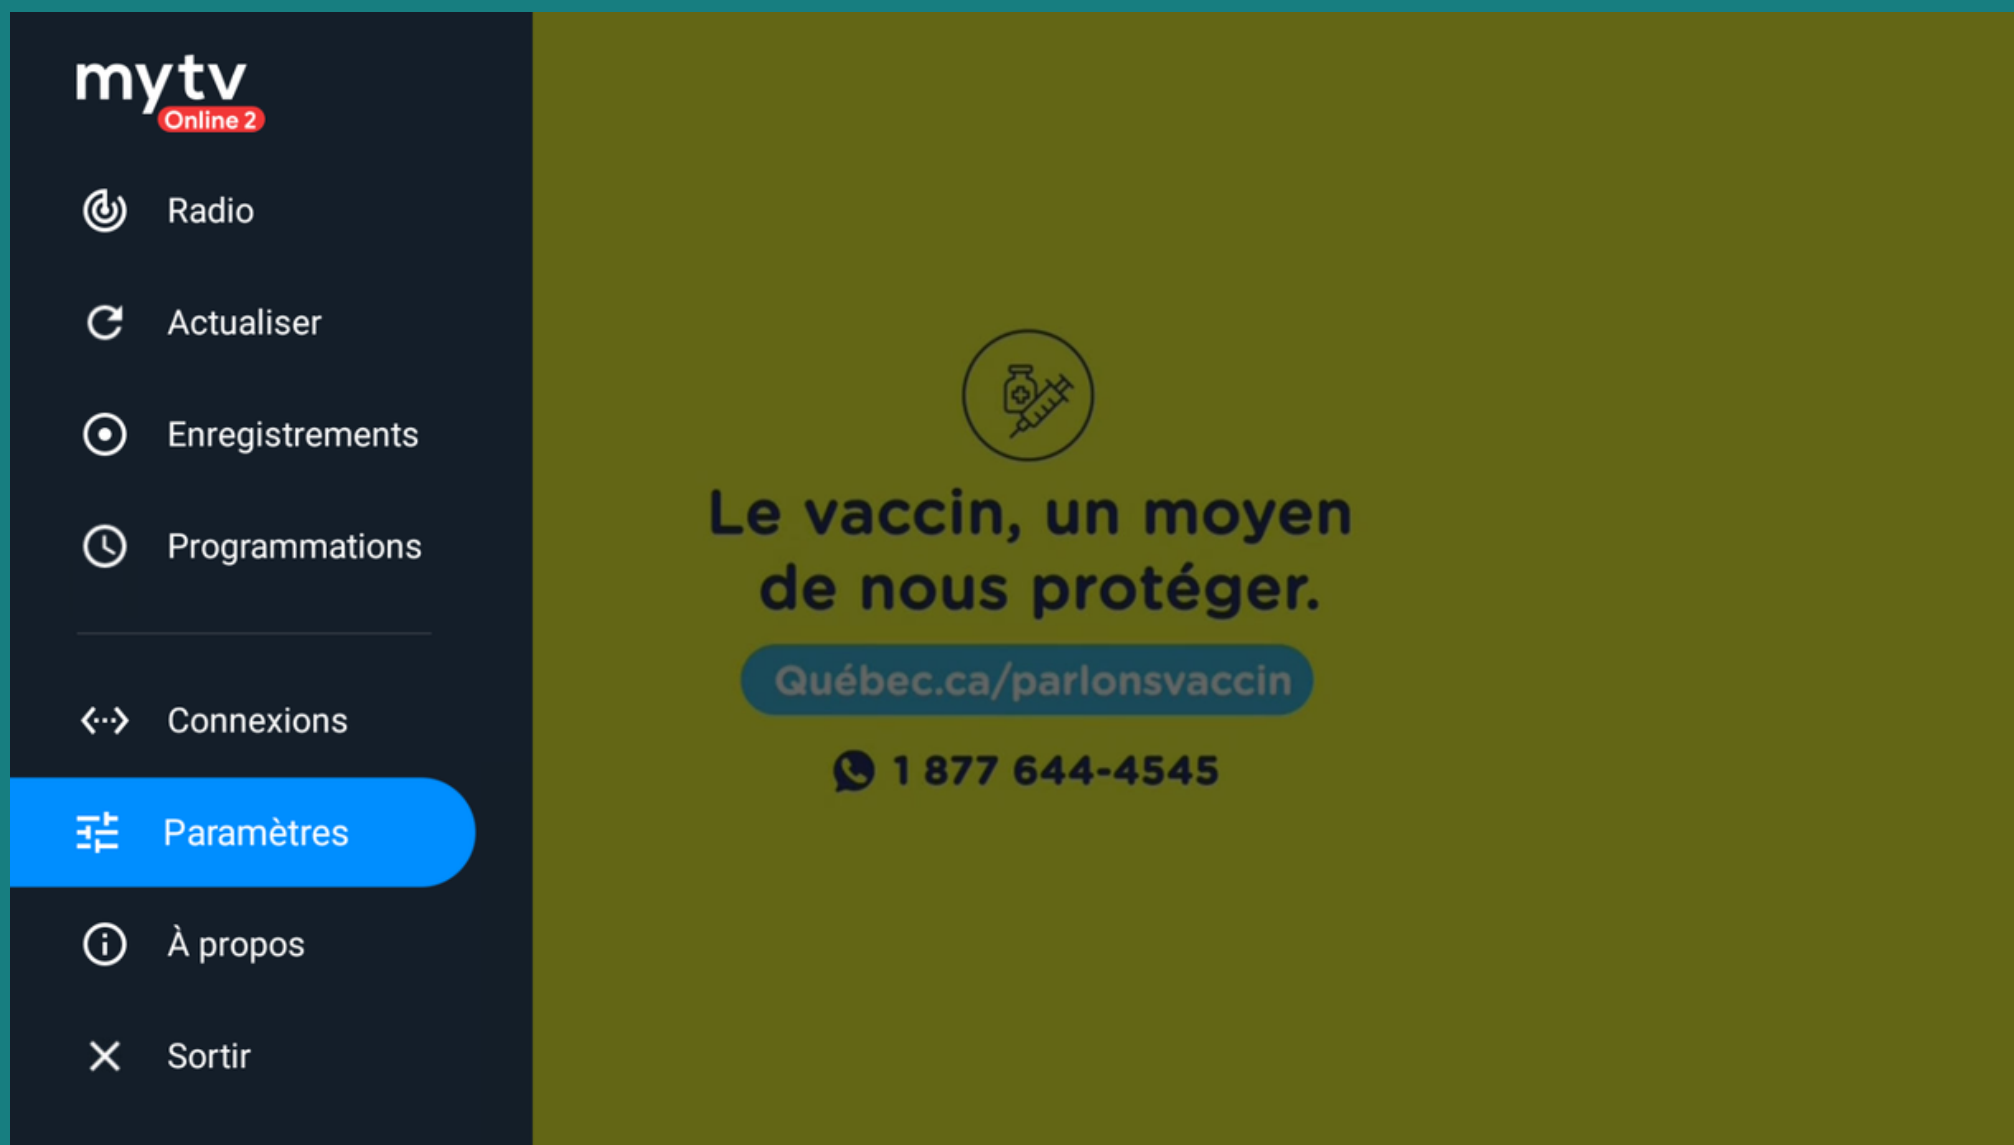 mytv
Online 2
Radio
Actualiser
Enregistrements
Programmations
Connexions
Paramètres
À propos
Sortir
Le vaccin, un moyen
de nous protéger.
Québec.ca/parlonsvaccin
1 877 644-4545